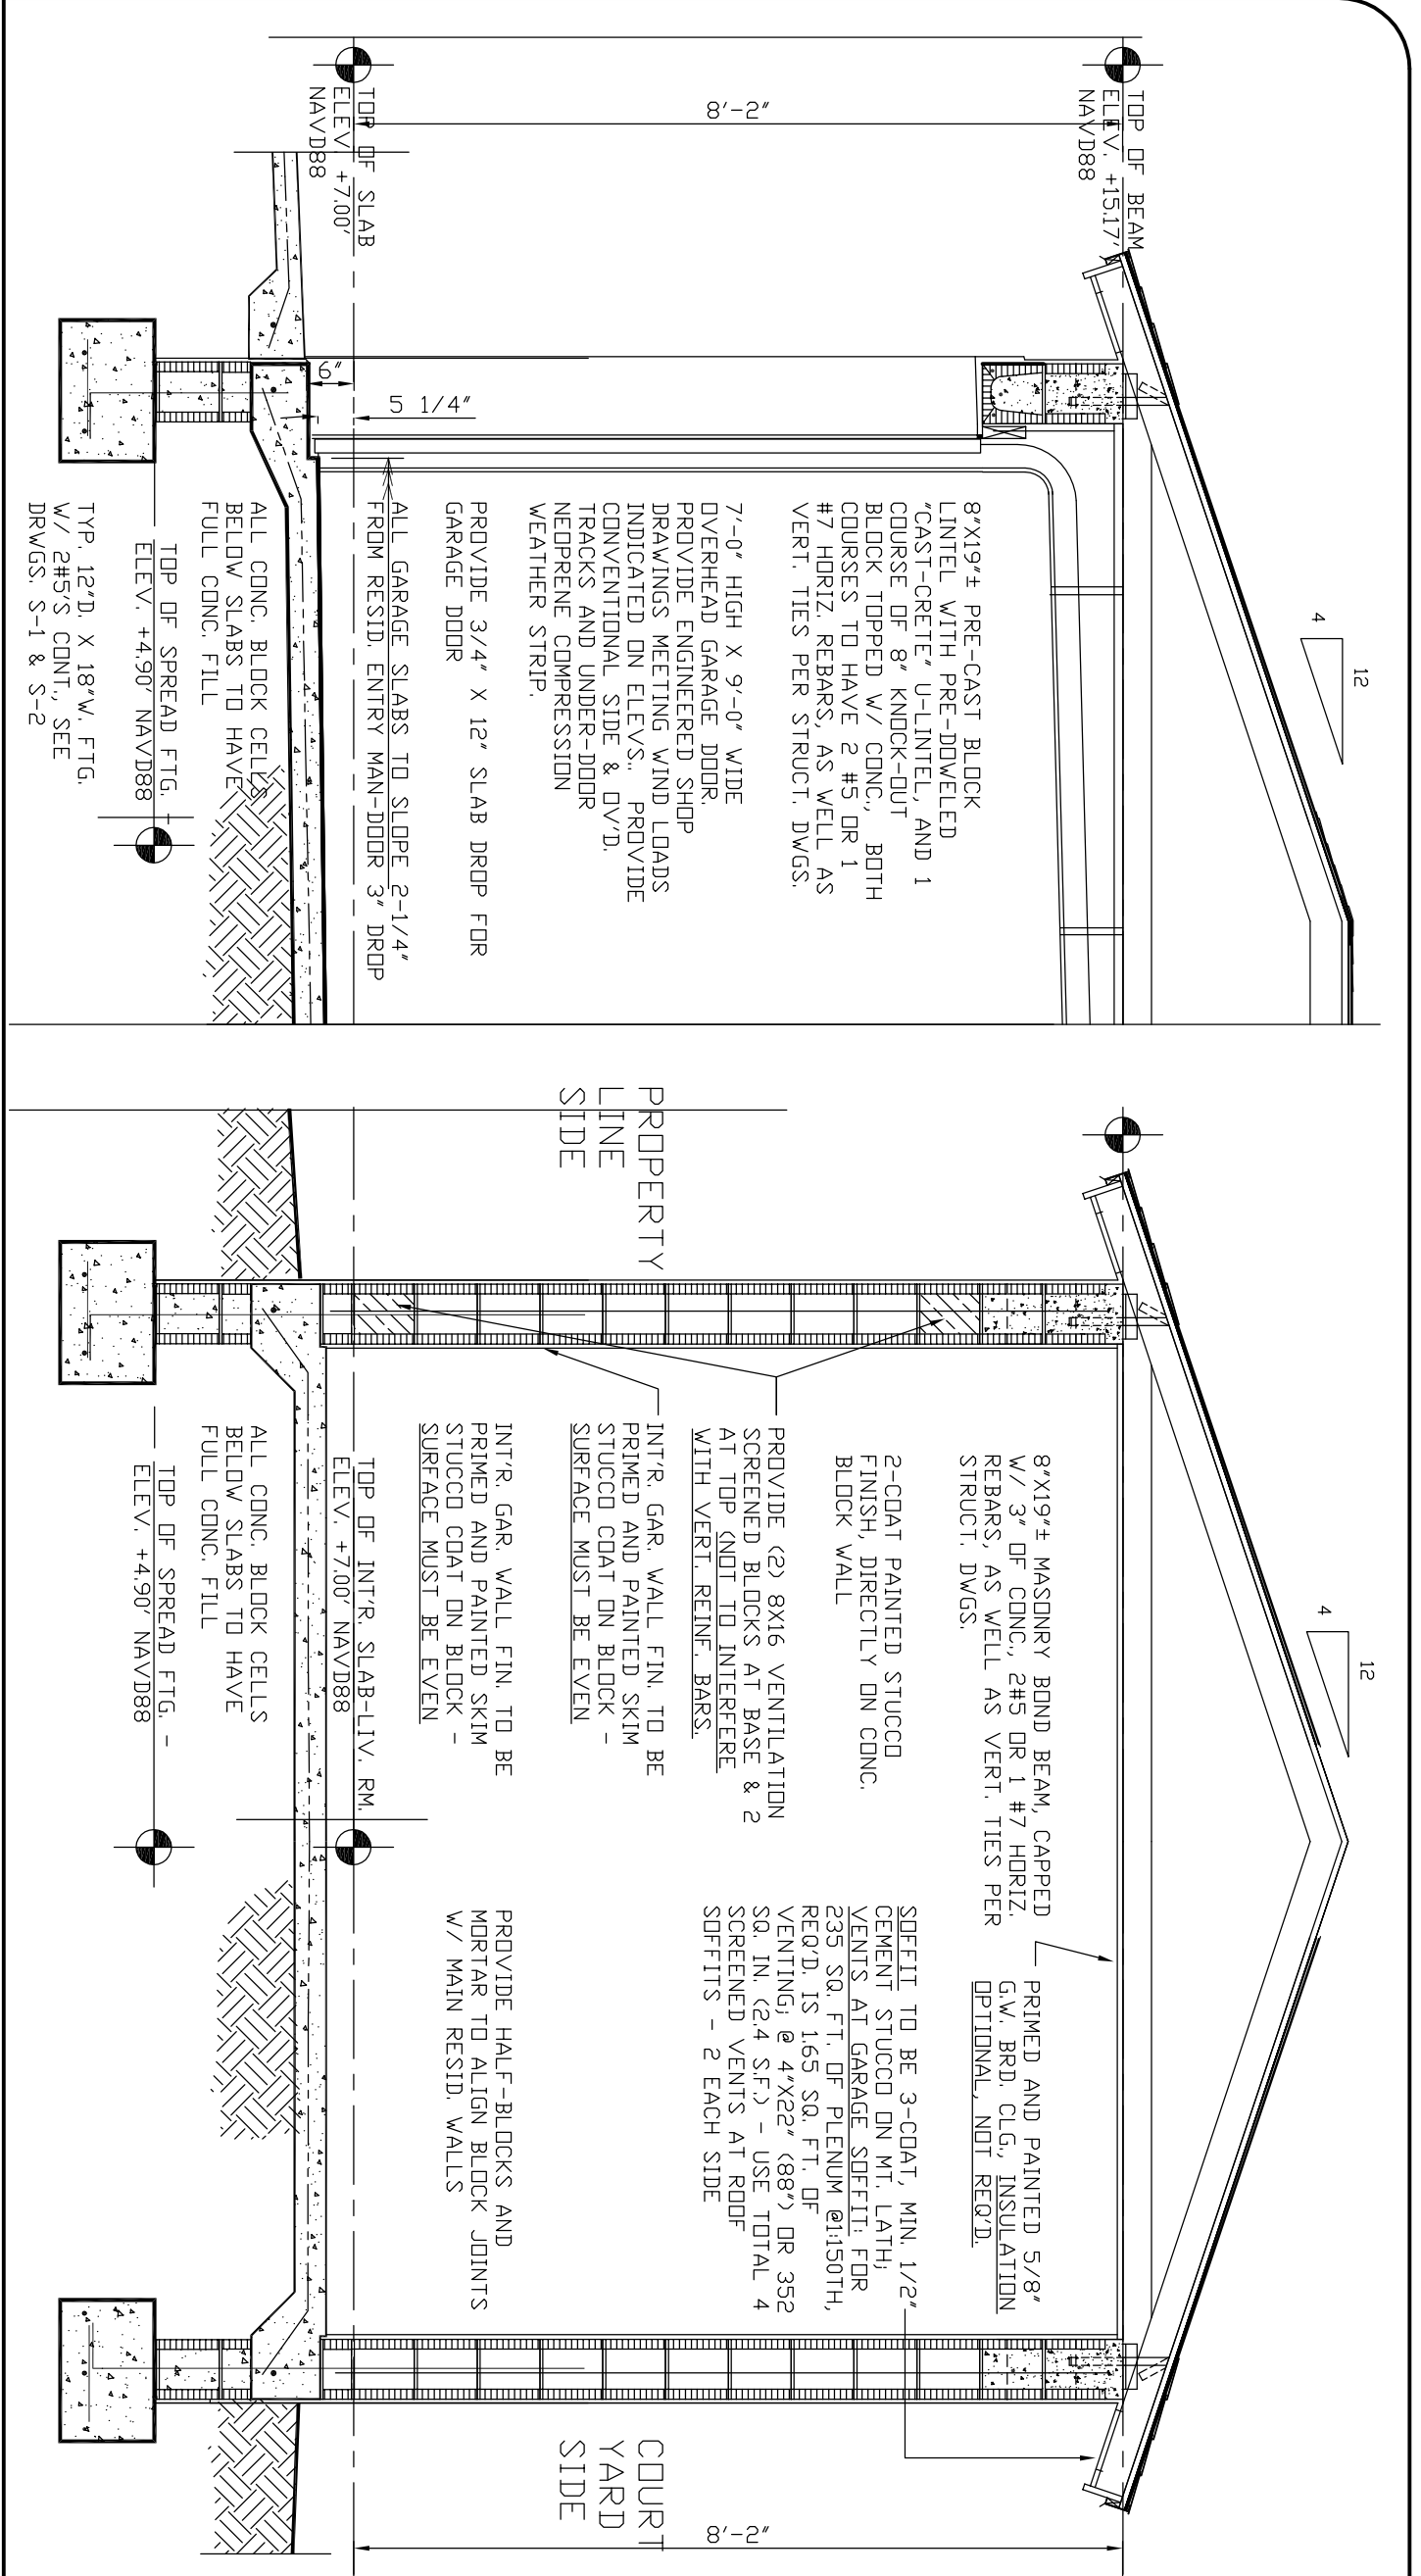 TOP OF BEAM
ELEV. +15.17'
NAVD88
8'-2"
TOP OF SLAB
ELEV. +7.00'
NAVD88
4
12
8"X19"± PRE-CAST BLOCK
LINTEL WITH PRE-DOWELED
"CAST-CRETE" U-LINTEL, AND 1
COURSE OF 8" KNOCK-OUT
BLOCK TOPPED W/ CONC., BOTH
COURSES TO HAVE 2 #5 OR 1
#7 HORIZ. REBARS, AS WELL AS
VERT. TIES PER STRUCT. DWGS.
7'-0" HIGH X 9'-0" WIDE
OVERHEAD GARAGE DOOR.
PROVIDE ENGINEERED SHOP
DRAWINGS MEETING WIND LOADS
INDICATED ON ELEVS.. PROVIDE
CONVENTIONAL SIDE & OV'D.
TRACKS AND UNDER-DOOR
NEOPRENE COMPRESSION
WEATHER STRIP.
PROVIDE 3/4" X 12" SLAB DROP FOR
GARAGE DOOR
5 1/4"
6"
ALL GARAGE SLABS TO SLOPE 2-1/4"
FROM RESID. ENTRY MAN-DOOR 3" DROP
ALL CONC. BLOCK CELLS
BELOW SLABS TO HAVE
FULL CONC. FILL
TOP OF SPREAD FTG. -
ELEV. +4.90' NAVD88
TYP. 12"D. X 18"W. FTG.
W/ 2#5'S CONT., SEE
DRWGS. S-1 & S-2
PROPERTY
LINE
SIDE
4
12
8"X19"± MASONRY BOND BEAM, CAPPED
W/ 3" OF CONC., 2#5 OR 1 #7 HORIZ.
REBARS, AS WELL AS VERT. TIES PER
STRUCT. DWGS.
2-COAT PAINTED STUCCO
FINISH, DIRECTLY ON CONC.
BLOCK WALL
PROVIDE (2) 8X16 VENTILATION
SCREENED BLOCKS AT BASE & 2
AT TOP (NOT TO INTERFERE
WITH VERT. REINF. BARS.
INT'R. GAR. WALL FIN. TO BE
PRIMED AND PAINTED SKIM
STUCCO COAT ON BLOCK -
SURFACE MUST BE EVEN
INT'R. GAR. WALL FIN. TO BE
PRIMED AND PAINTED SKIM
STUCCO COAT ON BLOCK -
SURFACE MUST BE EVEN
TOP OF INT'R. SLAB-LIV. RM.
ELEV. +7.00' NAVD88
ALL CONC. BLOCK CELLS
BELOW SLABS TO HAVE
FULL CONC. FILL
TOP OF SPREAD FTG. -
ELEV. +4.90' NAVD88
PRIMED AND PAINTED 5/8"
G.W. BRD. CLG., INSULATION
OPTIONAL, NOT REQ'D.
SOFFIT TO BE 3-COAT, MIN. 1/2"
CEMENT STUCCO ON MT. LATH;
VENTS AT GARAGE SOFFIT: FOR
235 SQ. FT. OF PLENUM @1:150TH,
REQ'D. IS 1.65 SQ. FT. OF
VENTING; @ 4"X22" (88") OR 352
SQ. IN. (2.4 S.F.) - USE TOTAL 4
SCREENED VENTS AT ROOF
SOFFITS - 2 EACH SIDE
PROVIDE HALF-BLOCKS AND
MORTAR TO ALIGN BLOCK JOINTS
W/ MAIN RESID. WALLS
COURT
YARD
SIDE
8'-2"